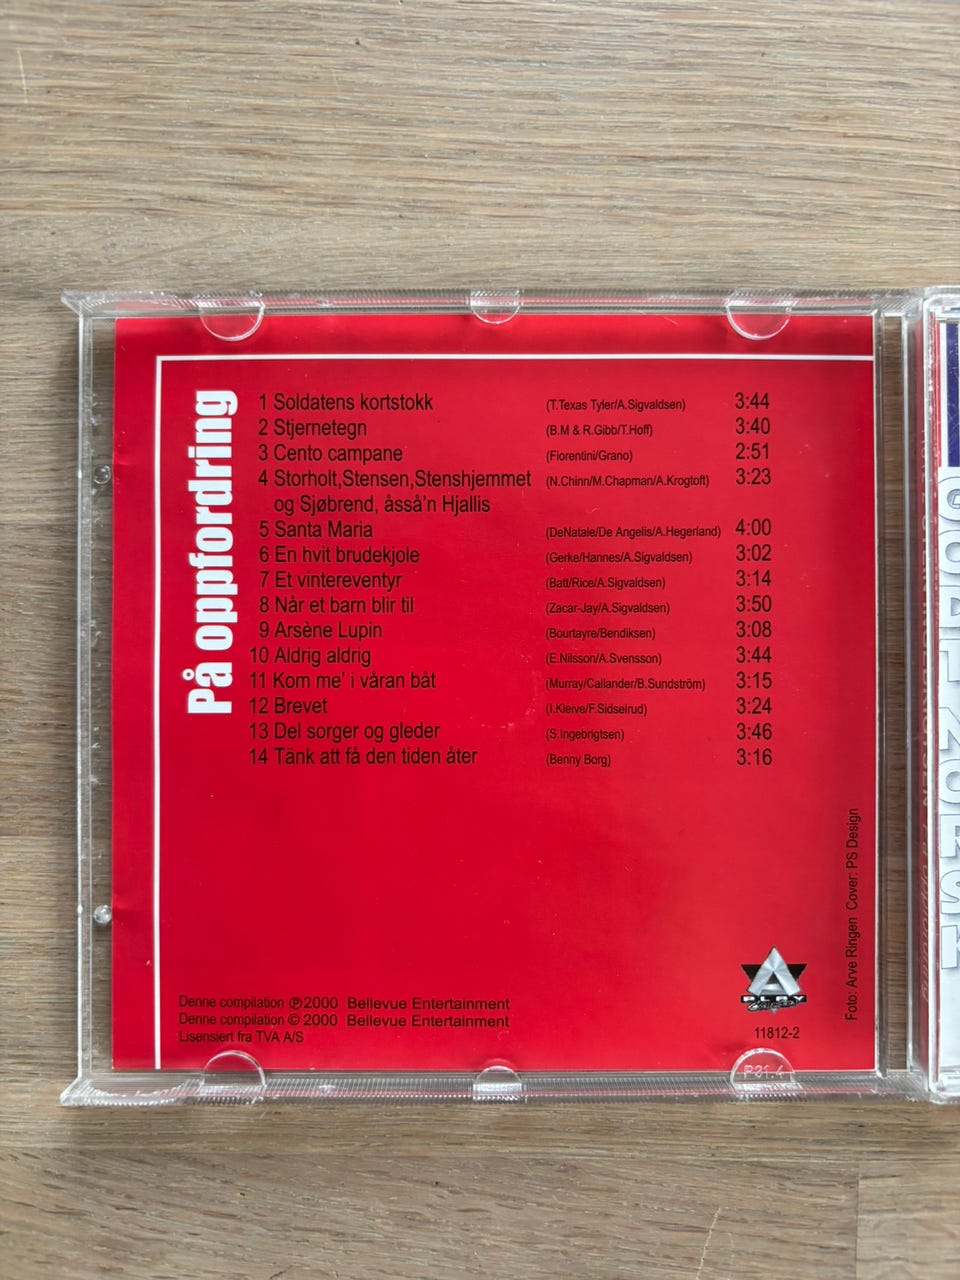 På oppfordring
1 Soldatens kortstokk (T.Texas Tyler/A.Sigvaldsen) 3:44
2 Stjernetegn (B.M & R.Gibb/T.Hoff) 3:40
3 Cento campane (Fiorentini/Grano) 2:51
4 Storholt,Stensen,Stenshjemmet (N.Chinn/M.Chapman/A.Krogtoft) 3:23
og Sjøbrend, åsså'n Hjallis
5 Santa Maria (DeNatale/De Angelis/A.Hegerland) 4:00
6 En hvit brudekjole (Gerke/Hannes/A.Sigvaldsen) 3:02
7 Et vintereventyr (Batt/Rice/A.Sigvaldsen) 3:14
8 Når et barn blir til (Zacar-Jay/A.Sigvaldsen) 3:50
9 Arsène Lupin (Bourtayre/Bendiksen) 3:08
10 Aldrig aldrig (E.Nilsson/A.Svensson) 3:44
11 Kom me' i våran båt (Murray/Callander/B.Sundström) 3:15
12 Brevet (I.Kleive/F.Sidselrud) 3:24
13 Del sorger og gleder (S.Ingebrigtsen) 3:46
14 Tänk att få den tiden åter (Benny Borg) 3:16
Foto: Arve Ringen Cover: PS Design
A
PLAY
11812-2
Denne compilation ℗2000 Bellevue Entertainment
Denne compilation ©2000 Bellevue Entertainment
Lisensiert fra TVA A/S
P31.4
GODT NORSK